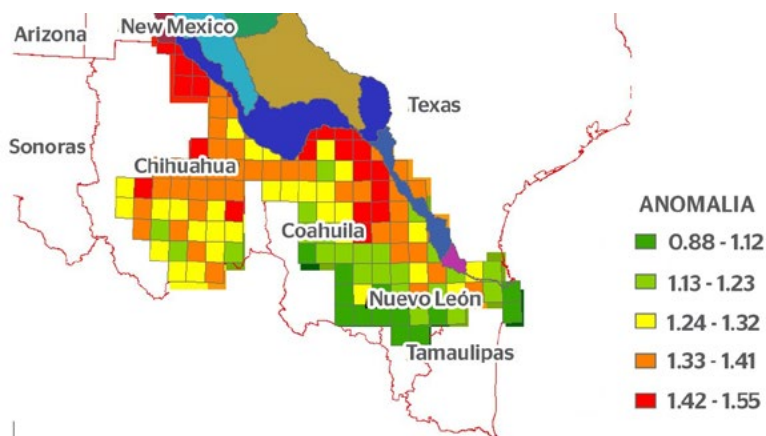 New Mexico
Arizona
Texas
Sonoras
Chihuahua
ANOMALIA
Coahuila
0.88 - 1.12
1.13 - 1.23
Nuevo León
1.24 - 1.32
Tamaulipas
1.33 - 1.41
1.42 - 1.55